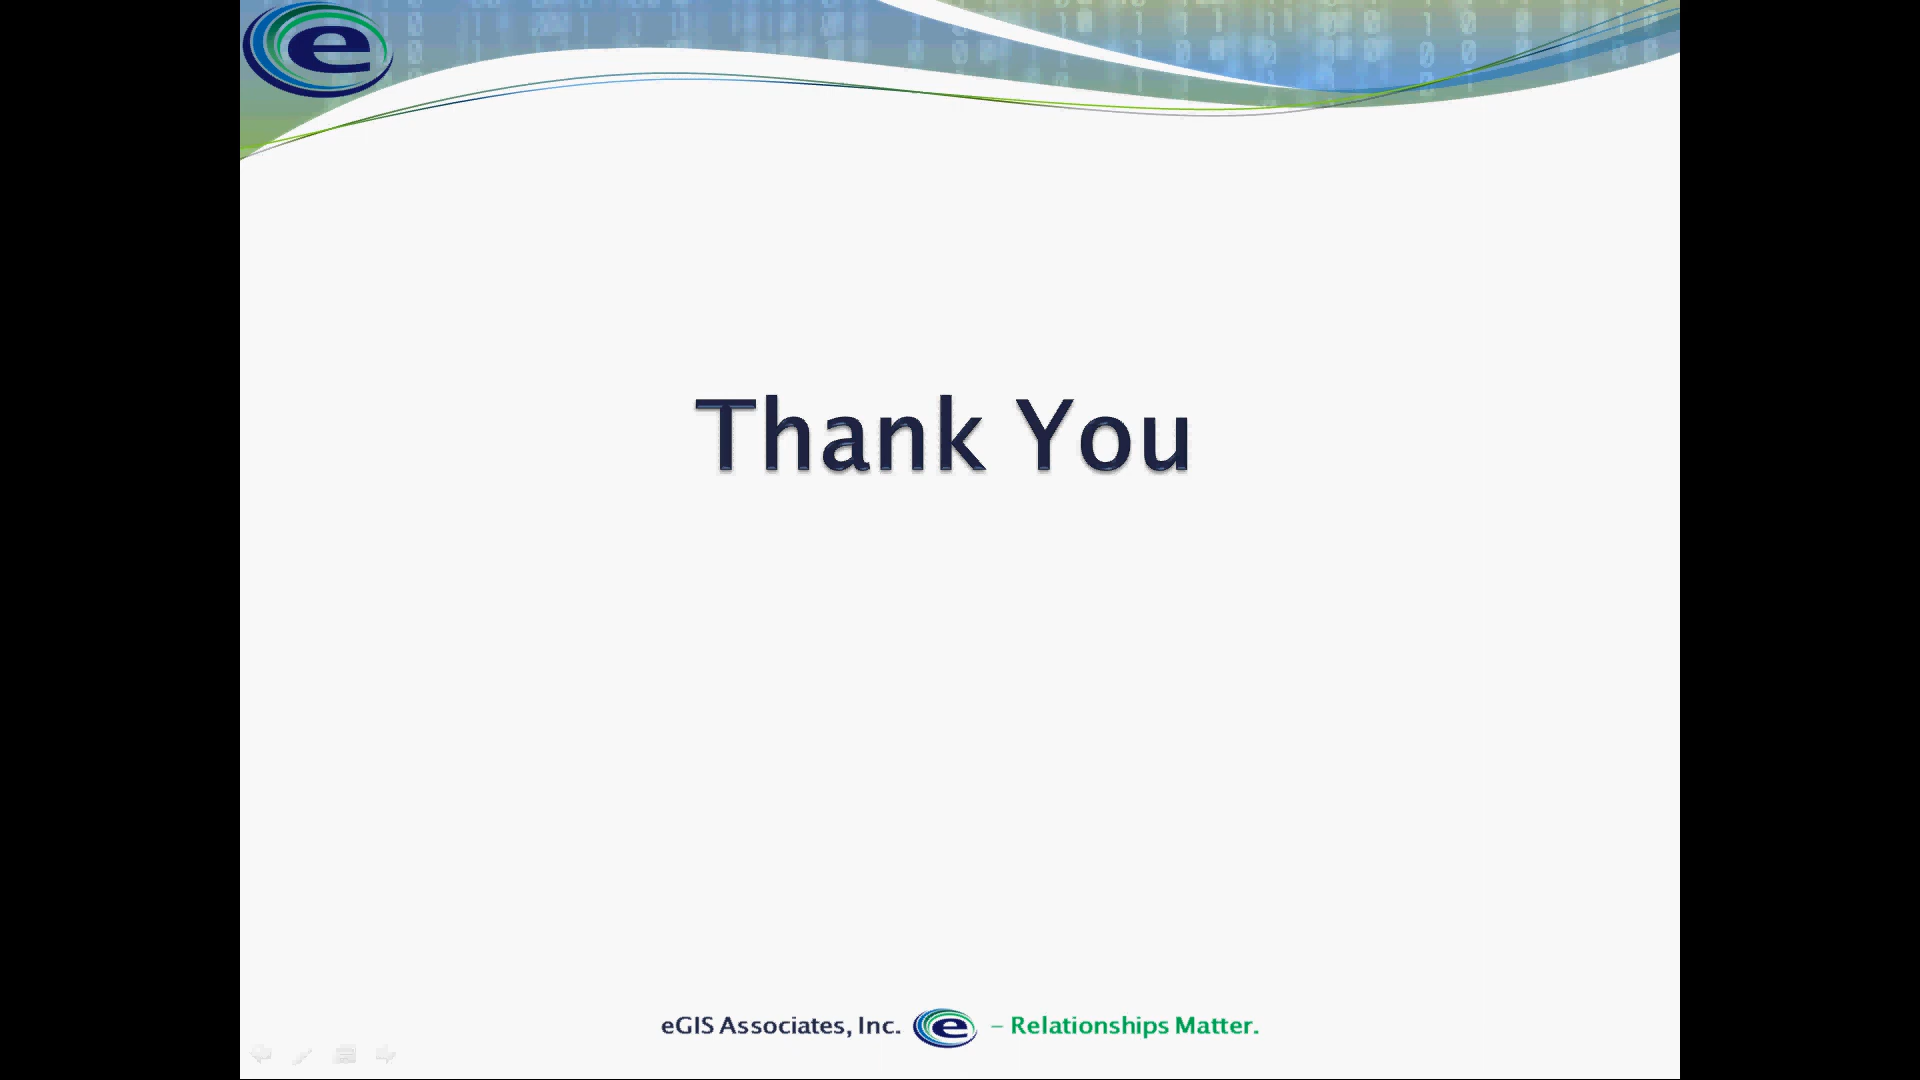 e
Thank You
eGIS Associates, Inc. e – Relationships Matter.